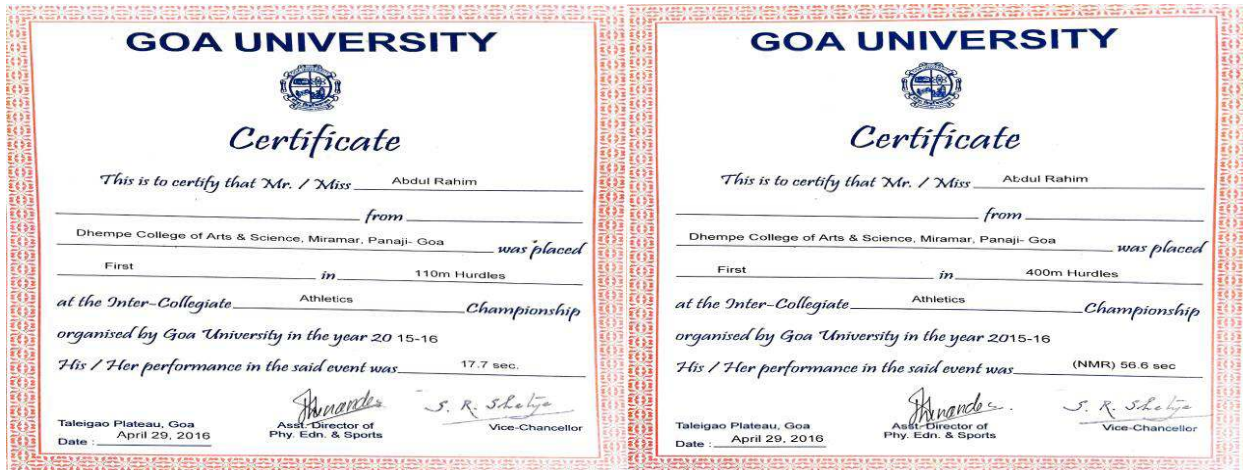 GOA UNIVERSITY
Certificate
This is to certify that Mr. / Miss Abdul Rahim
from
Dhempe College of Arts & Science, Miramar, Panaji- Goa was placed
First in 110m Hurdles
at the Inter-Collegiate Athletics Championship
organised by Goa University in the year 20 15-16
His / Her performance in the said event was 17.7 sec.
S. R. Shetye
Taleigao Plateau, Goa
Date : April 29, 2016
Asst. Director of
Phy. Edn. & Sports
Vice-Chancellor
GOA UNIVERSITY
Certificate
This is to certify that Mr. / Miss Abdul Rahim
from
Dhempe College of Arts & Science, Miramar, Panaji- Goa was placed
First in 400m Hurdles
at the Inter-Collegiate Athletics Championship
organised by Goa University in the year 2015-16
His / Her performance in the said event was (NMR) 56.6 sec
S. R. Shetye
Taleigao Plateau, Goa
Date : April 29, 2016
Asst. Director of
Phy. Edn. & Sports
Vice-Chancellor